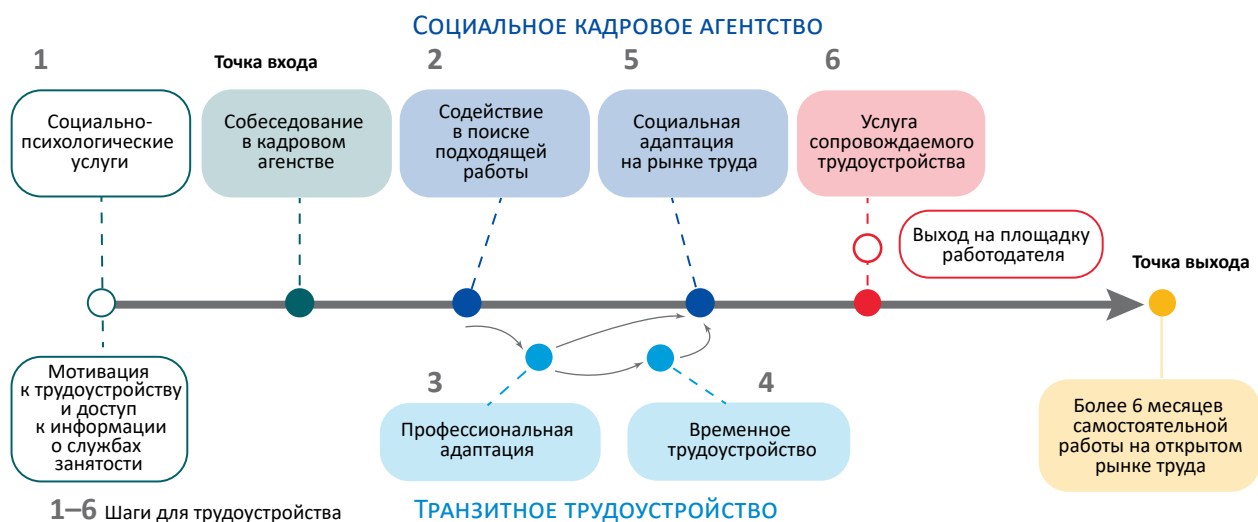 СОЦИАЛЬНОЕ КАДРОВОЕ АГЕНТСТВО
1
Точка входа
2
5
6
Социально-
психологические
услуги
Собеседование
в кадровом
агенстве
Содействие
в поиске
подходящей
работы
Социальная
адаптация
на рынке труда
Услуга
сопровождаемого
трудоустройства
Выход на площадку
работодателя
Точка выхода
Мотивация
к трудоустройству
и доступ
к информации
о службах
занятости
3
Профессиональная
адаптация
4
Временное
трудоустройство
Более 6 месяцев
самостоятельной
работы на открытом
рынке труда
1–6 Шаги для трудоустройства
ТРАНЗИТНОЕ ТРУДОУСТРОЙСТВО